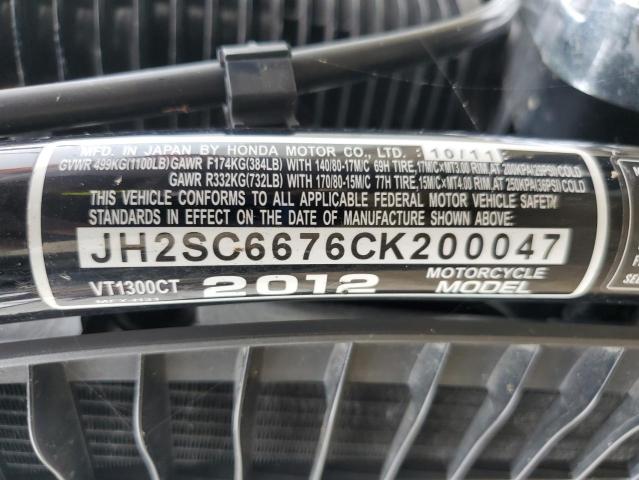 MFD. IN JAPAN BY HONDA MOTOR CO., LTD. 10/11
GVWR 499KG(1100LB)GAWR F174KG(384LB) WITH 140/80-17M/C 69H TIRE,17M/C×MT3.00 RIM AT 200KPA(29PSI)/COLD
GAWR R332KG(732LB) WITH 170/80-15M/C 77H TIRE,15M/C×MT4.00 RIM AT 250KPA(36PSI)/COLD
THIS VEHICLE CONFORMS TO ALL APPLICABLE FEDERAL MOTOR VEHICLE SAFETY
STANDARDS IN EFFECT ON THE DATE OF MANUFACTURE SHOWN ABOVE.
JH2SC6676CK200047
VT1300CT 2012 MOTORCYCLE MODEL